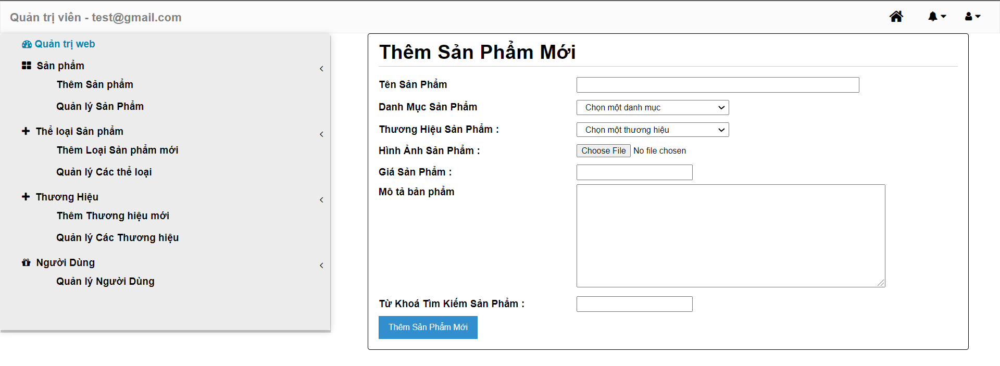 Quản trị viên - test@gmail.com
Quản trị web
Sản phẩm
Thêm Sản phẩm
Quản lý Sản Phẩm
Thể loại Sản phẩm
Thêm Loại Sản phẩm mới
Quản lý Các thể loại
Thương Hiệu
Thêm Thương hiệu mới
Quản lý Các Thương hiệu
Người Dùng
Quản lý Người Dùng
Thêm Sản Phẩm Mới
Tên Sản Phẩm
Danh Mục Sản Phẩm Chọn một danh mục
Thương Hiệu Sản Phẩm : Chọn một thương hiệu
Hình Ảnh Sản Phẩm : Choose File No file chosen
Giá Sản Phẩm :
Mô tả bản phẩm
Từ Khoá Tìm Kiếm Sản Phẩm :
Thêm Sản Phẩm Mới